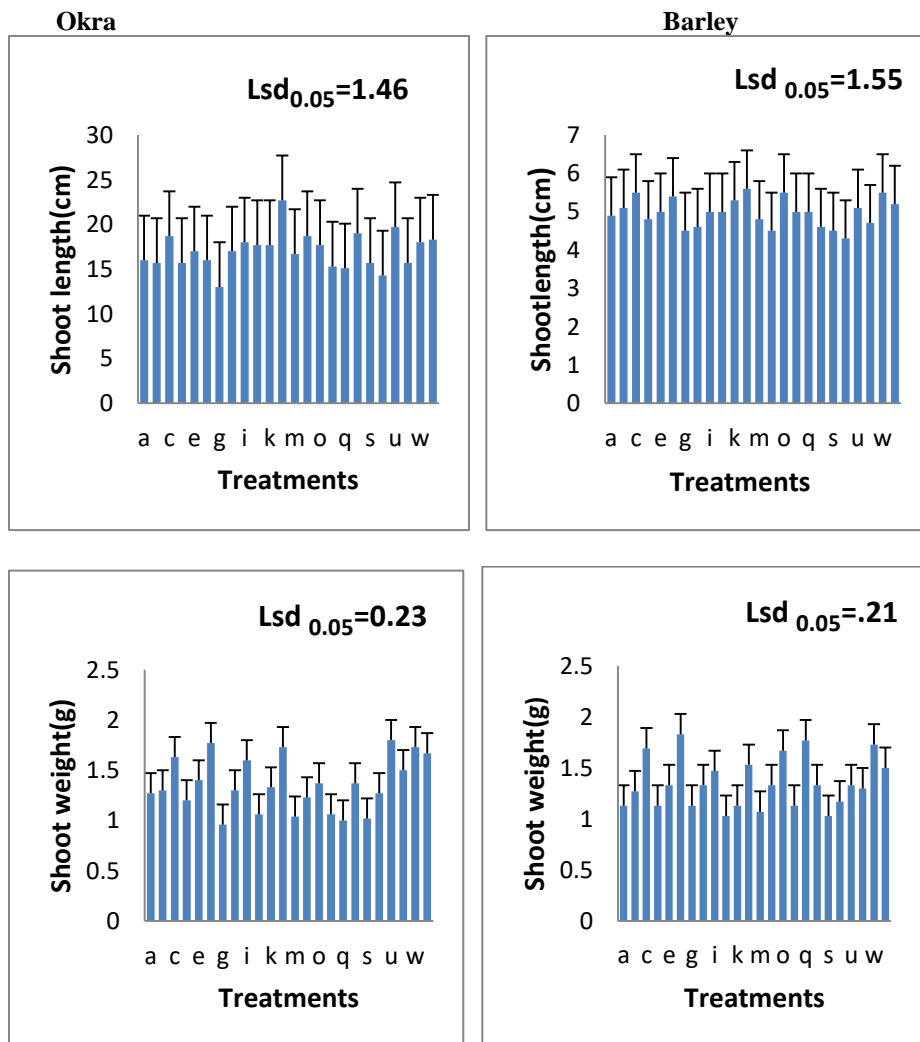 Okra
Barley
Lsd0.05=1.46
30
25
20
15
10
5
0
Shoot length(cm)
a c e g i k m o q s u w
Treatments
Lsd 0.05=1.55
7
6
5
4
3
2
1
0
Shootlength(cm)
a c e g i k m o q s u w
Treatments
Lsd 0.05=0.23
2.5
2
1.5
1
0.5
0
Shoot weight(g)
a c e g i k m o q s u w
Treatments
Lsd 0.05=.21
2.5
2
1.5
1
0.5
0
Shoot weight(g)
a c e g i k m o q s u w
Treatments